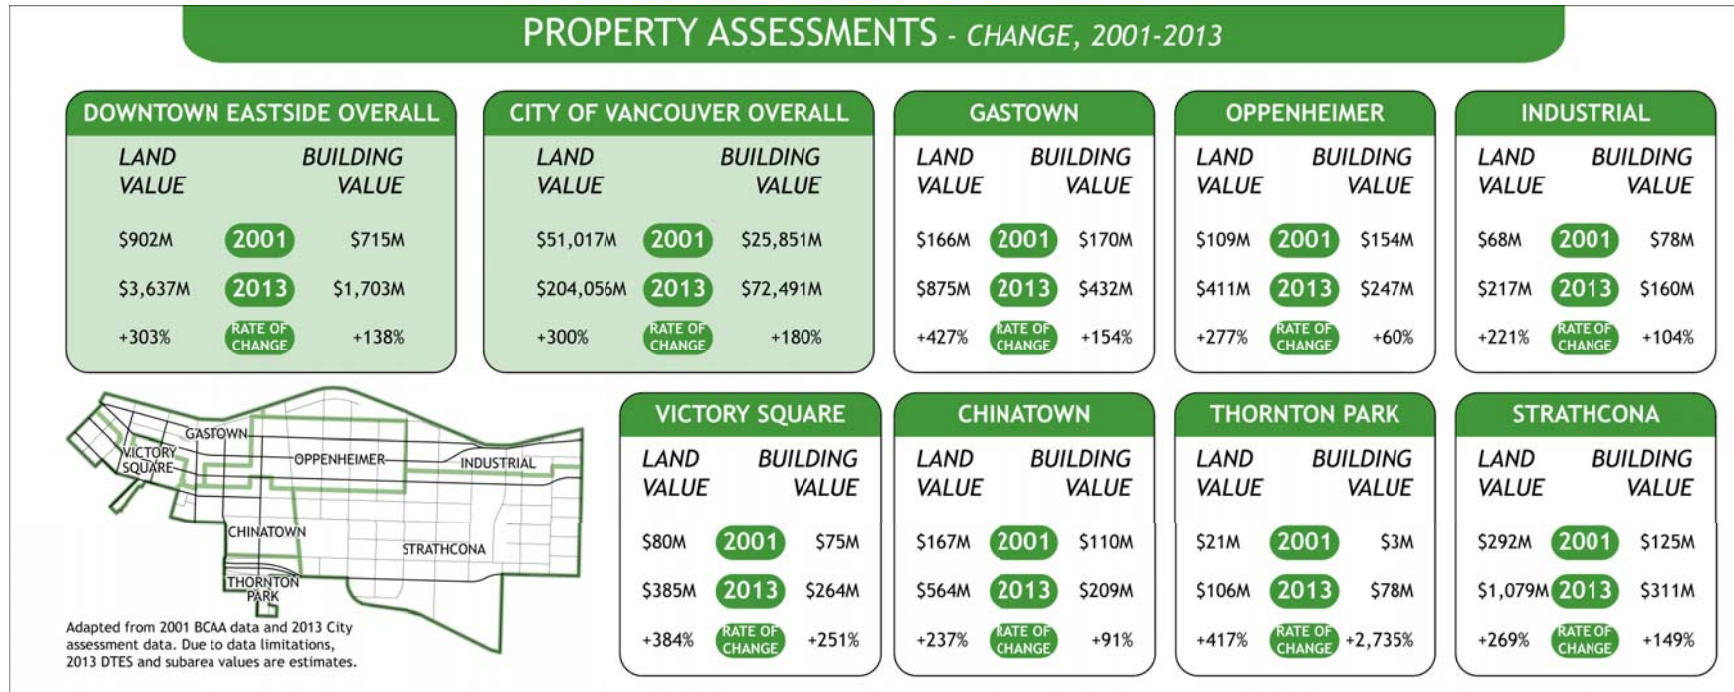 PROPERTY ASSESSMENTS - CHANGE, 2001-2013
DOWNTOWN EASTSIDE OVERALL
LAND BUILDING
VALUE VALUE
$902M 2001 $715M
$3,637M 2013 $1,703M
+303% RATE OF CHANGE +138%
CITY OF VANCOUVER OVERALL
LAND BUILDING
VALUE VALUE
$51,017M 2001 $25,851M
$204,056M 2013 $72,491M
+300% RATE OF CHANGE +180%
GASTOWN
LAND BUILDING
VALUE VALUE
$166M 2001 $170M
$875M 2013 $432M
+427% RATE OF CHANGE +154%
OPPENHEIMER
LAND BUILDING
VALUE VALUE
$109M 2001 $154M
$411M 2013 $247M
+277% RATE OF CHANGE +60%
INDUSTRIAL
LAND BUILDING
VALUE VALUE
$68M 2001 $78M
$217M 2013 $160M
+221% RATE OF CHANGE +104%
GASTOWN
VICTORY
SQUARE
OPPENHEIMER
INDUSTRIAL
CHINATOWN
STRATHCONA
THORNTON
PARK
Adapted from 2001 BCAA data and 2013 City
assessment data. Due to data limitations,
2013 DTES and subarea values are estimates.
VICTORY SQUARE
LAND BUILDING
VALUE VALUE
$80M 2001 $75M
$385M 2013 $264M
+384% RATE OF CHANGE +251%
CHINATOWN
LAND BUILDING
VALUE VALUE
$167M 2001 $110M
$564M 2013 $209M
+237% RATE OF CHANGE +91%
THORNTON PARK
LAND BUILDING
VALUE VALUE
$21M 2001 $3M
$106M 2013 $78M
+417% RATE OF CHANGE +2,735%
STRATHCONA
LAND BUILDING
VALUE VALUE
$292M 2001 $125M
$1,079M 2013 $311M
+269% RATE OF CHANGE +149%